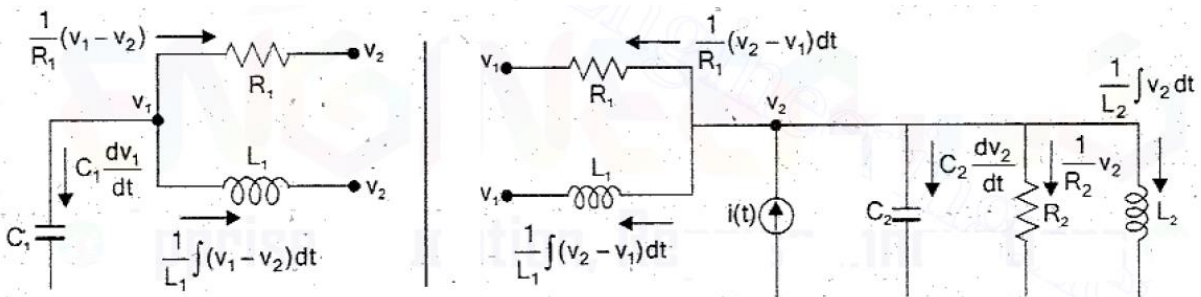 1/R₁ (v₁ − v₂)
v₂
R₁
v₁
L₁
C₁ dv₁/dt
v₂
C₁
1/L₁ ∫(v₁ − v₂)dt
1/R₁ (v₂ − v₁)dt
v₁
R₁
v₂
1/L₂ ∫v₂ dt
L₁
v₁
C₂ dv₂/dt
1/R₂ v₂
i(t)
C₂
R₂
L₂
1/L₁ ∫(v₂ − v₁)dt